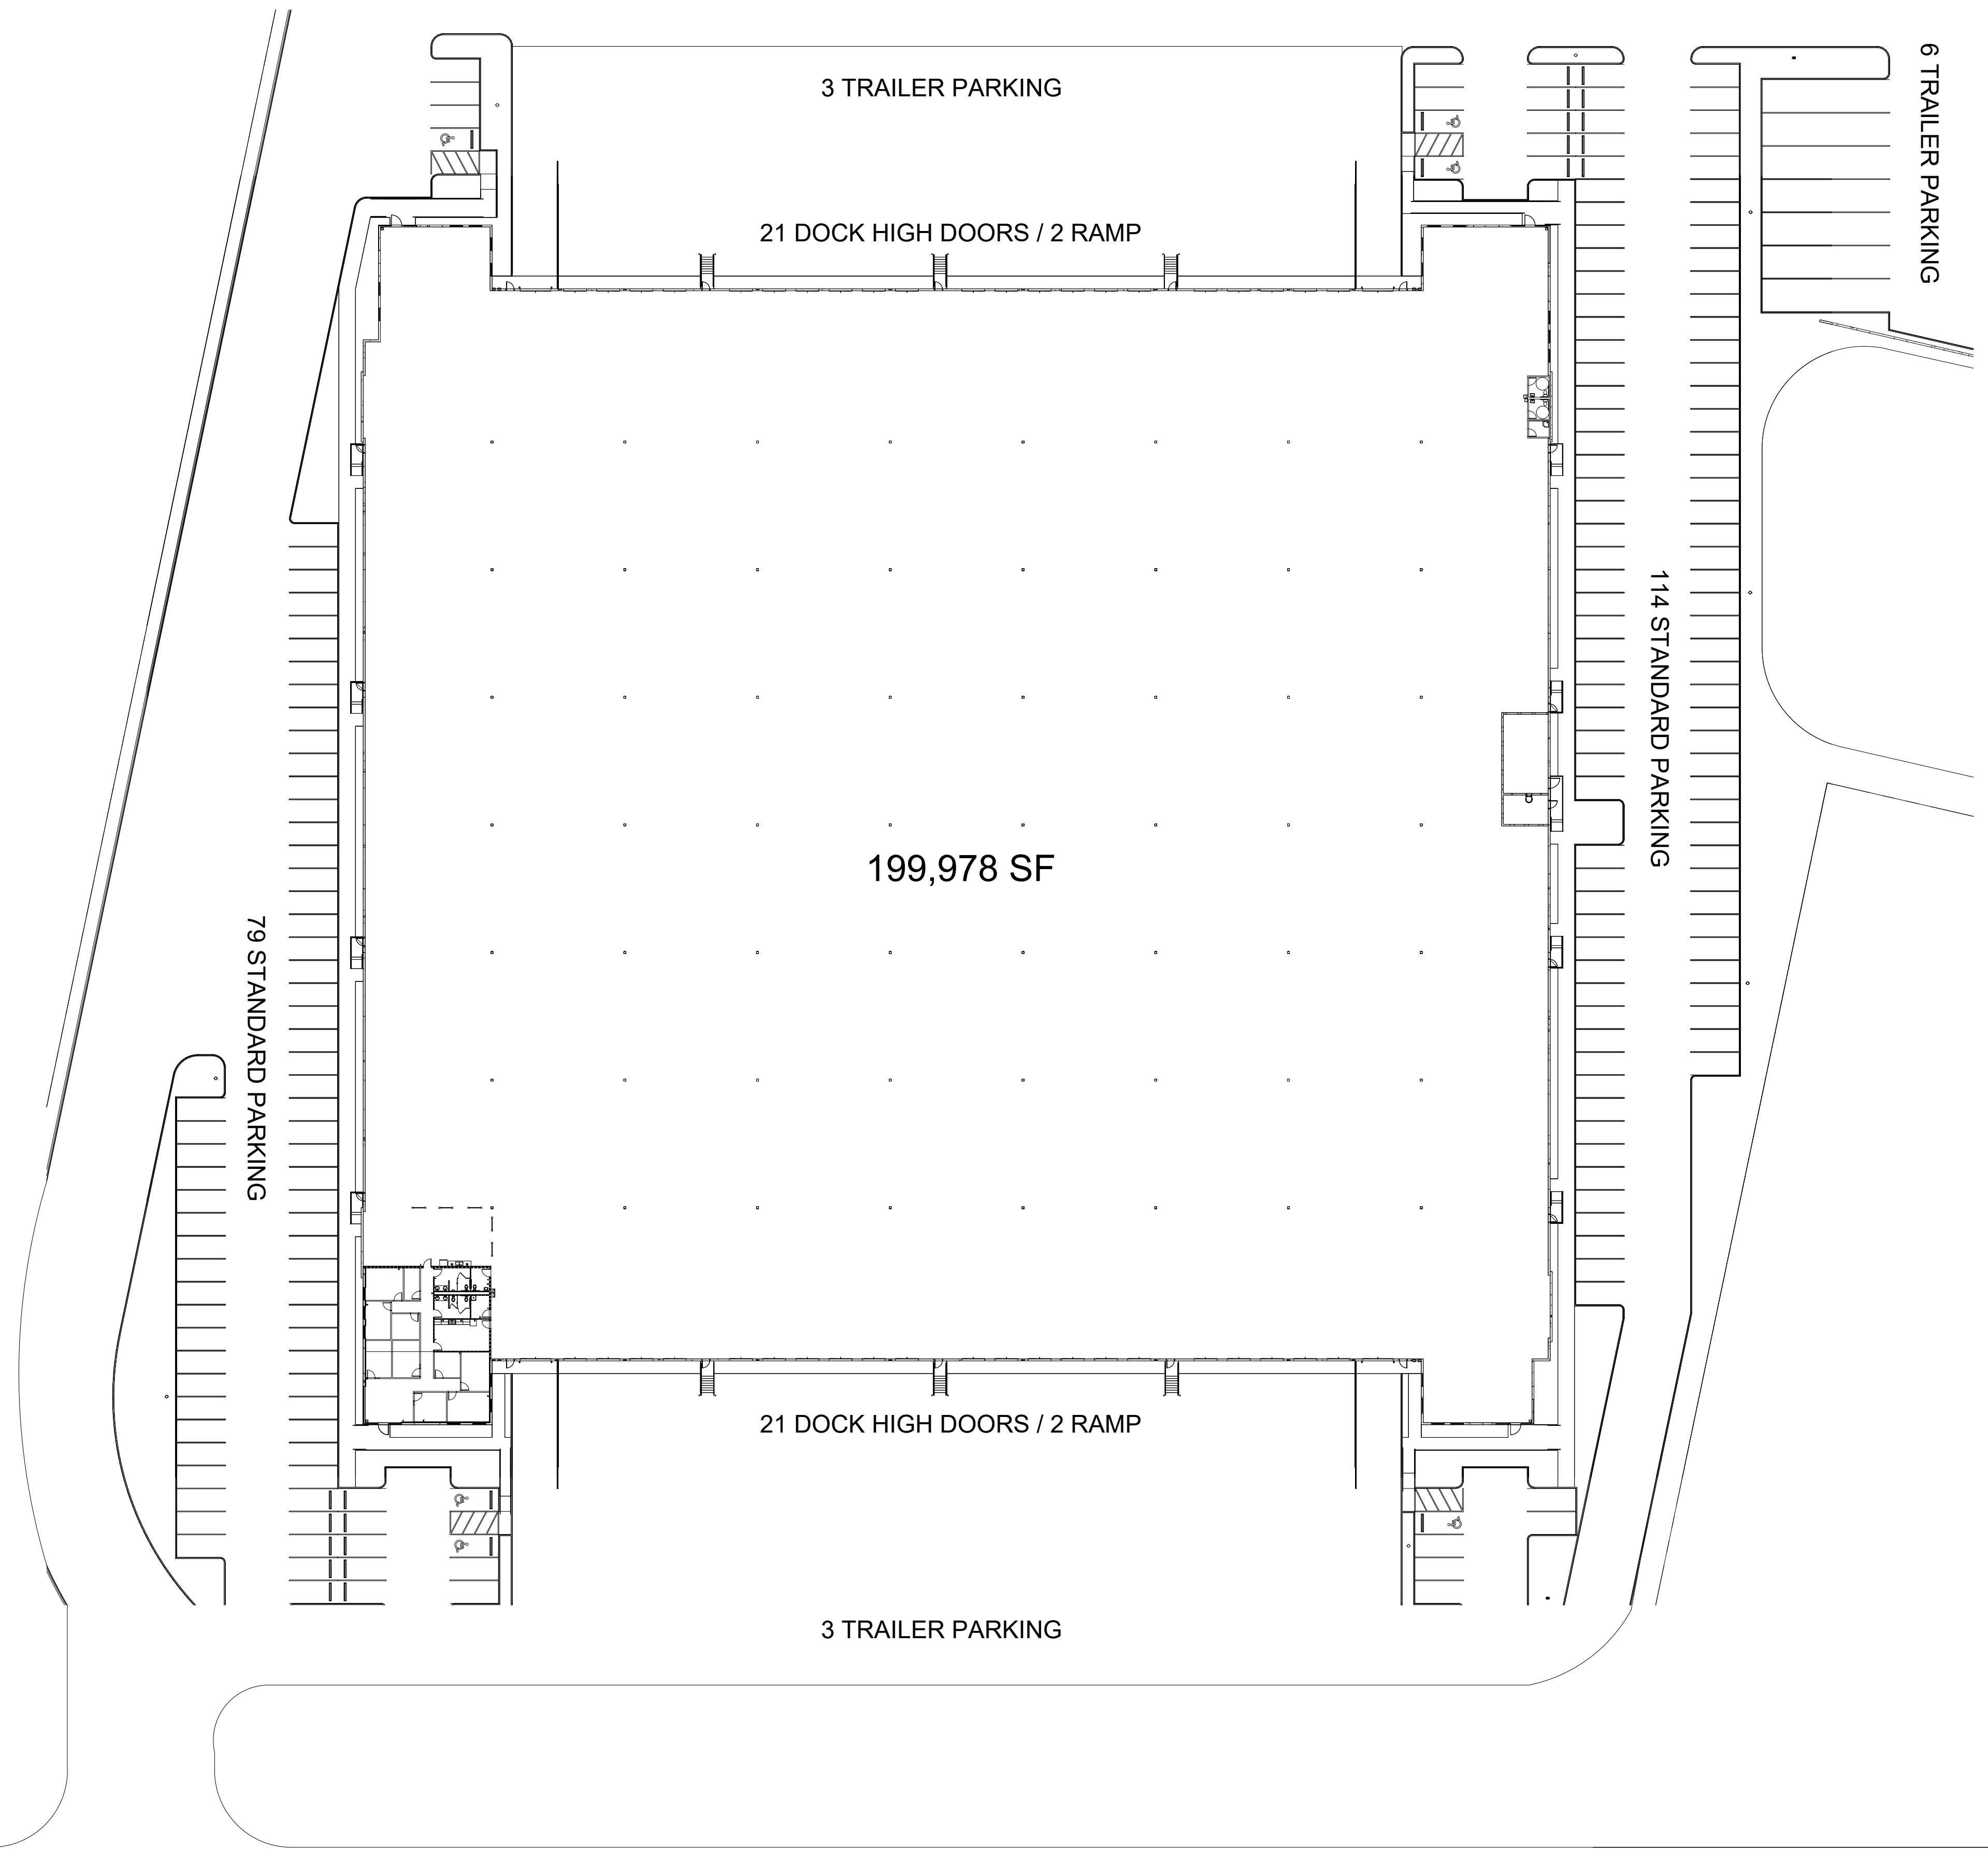 6 TRAILER PARKING
3 TRAILER PARKING
21 DOCK HIGH DOORS / 2 RAMP
114 STANDARD PARKING
199,978 SF
79 STANDARD PARKING
21 DOCK HIGH DOORS / 2 RAMP
3 TRAILER PARKING